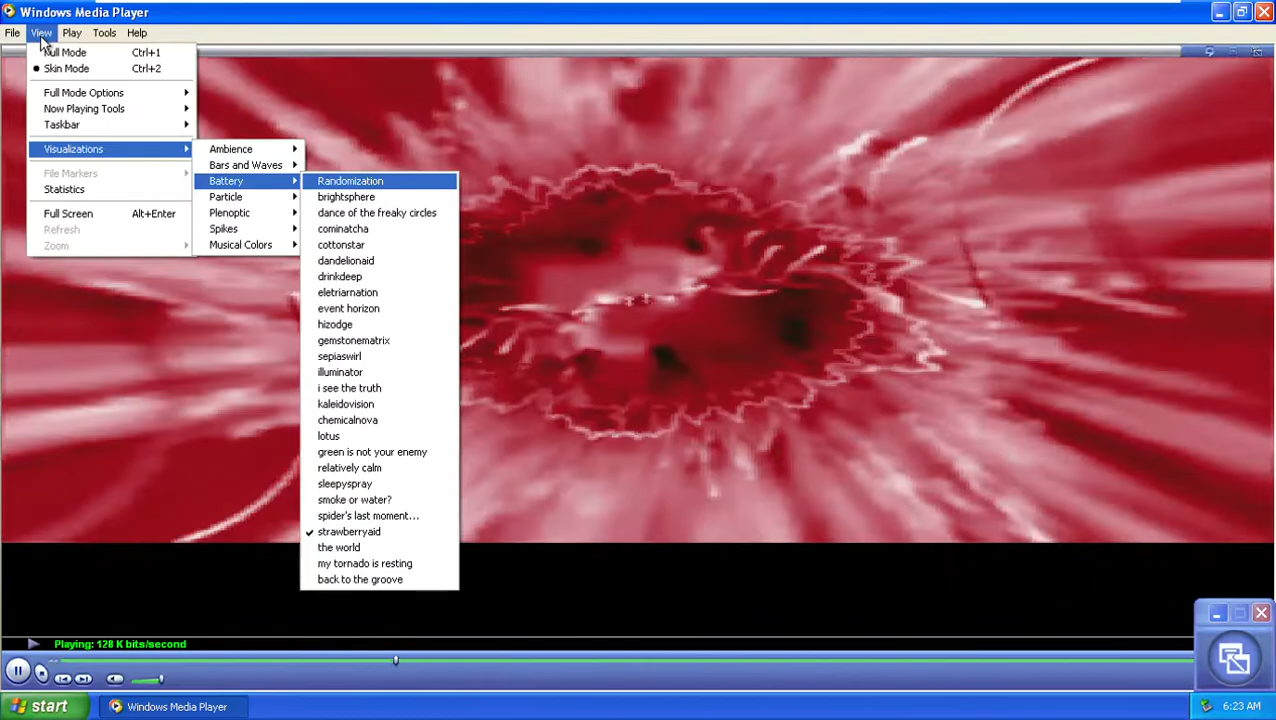 Windows Media Player
File View Play Tools Help
Full Mode Ctrl+1
Skin Mode Ctrl+2
Full Mode Options
Now Playing Tools
Taskbar
Visualizations
File Markers
Statistics
Full Screen Alt+Enter
Refresh
Zoom
Ambience
Bars and Waves
Battery
Particle
Plenoptic
Spikes
Musical Colors
Randomization
brightsphere
dance of the freaky circles
cominatcha
cottonstar
dandelionaid
drinkdeep
eletriarnation
event horizon
hizodge
gemstonematrix
sepiaswirl
illuminator
i see the truth
kaleidovision
chemicalnova
lotus
green is not your enemy
relatively calm
sleepyspray
smoke or water?
spider's last moment...
strawberryaid
the world
my tornado is resting
back to the groove
Playing: 128 K bits/second
start Windows Media Player 6:23 AM